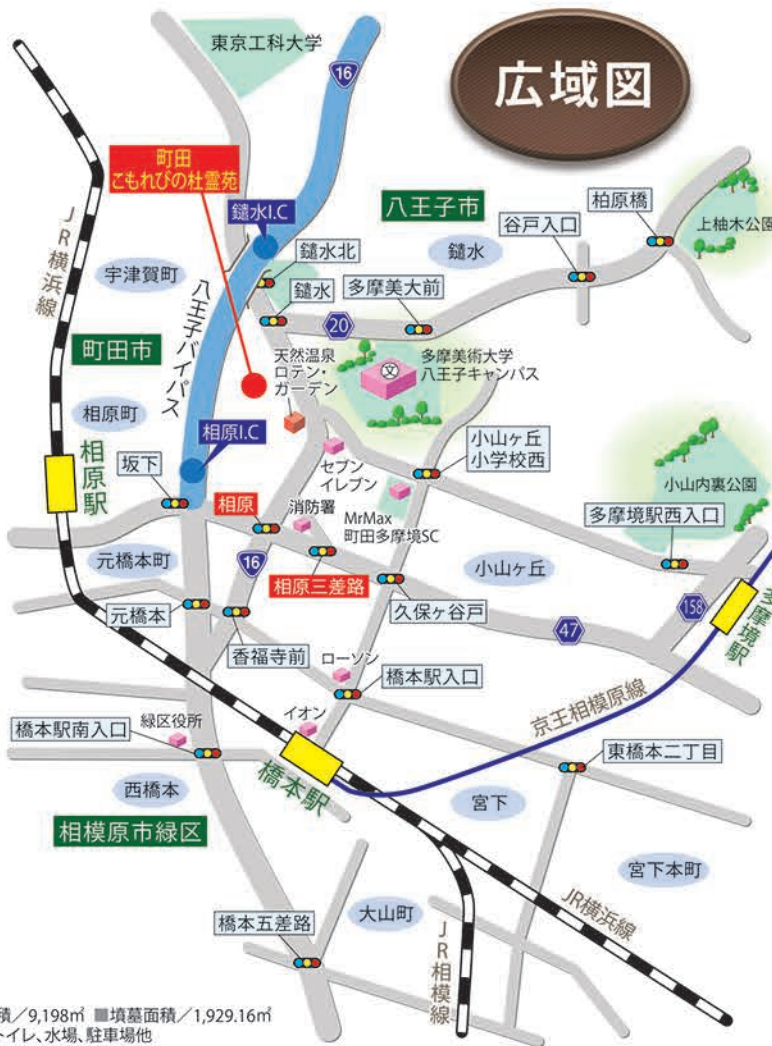 東京工科大学
16
広域図
町田
こもれびの杜霊苑
鑓水I.C
八王子市
柏原橋
谷戸入口
上柚木公園
JR横浜線
宇津賀町
鑓水北
鑓水
鑓水
多摩美大前
20
八王子バイパス
町田市
天然温泉
ロテン・
ガーデン
多摩美術大学
八王子キャンパス
文
相原町
相原I.C
相原駅
坂下
セブン
イレブン
小山ヶ丘
小学校西
小山内裏公園
相原
消防署
MrMax
町田多摩境SC
多摩境駅西入口
元橋本町
16
相原三差路
小山ヶ丘
久保ヶ谷戸
158
多摩境駅
47
元橋本
香福寺前
ローソン
橋本駅入口
京王相模原線
橋本駅南入口
緑区役所
イオン
橋本駅
東橋本二丁目
西橋本
宮下
相模原市緑区
宮下本町
JR横浜線
橋本五差路
大山町
JR相模線
積／9,198㎡ ■墳墓面積／1,929.16㎡
トイレ、水場、駐車場他